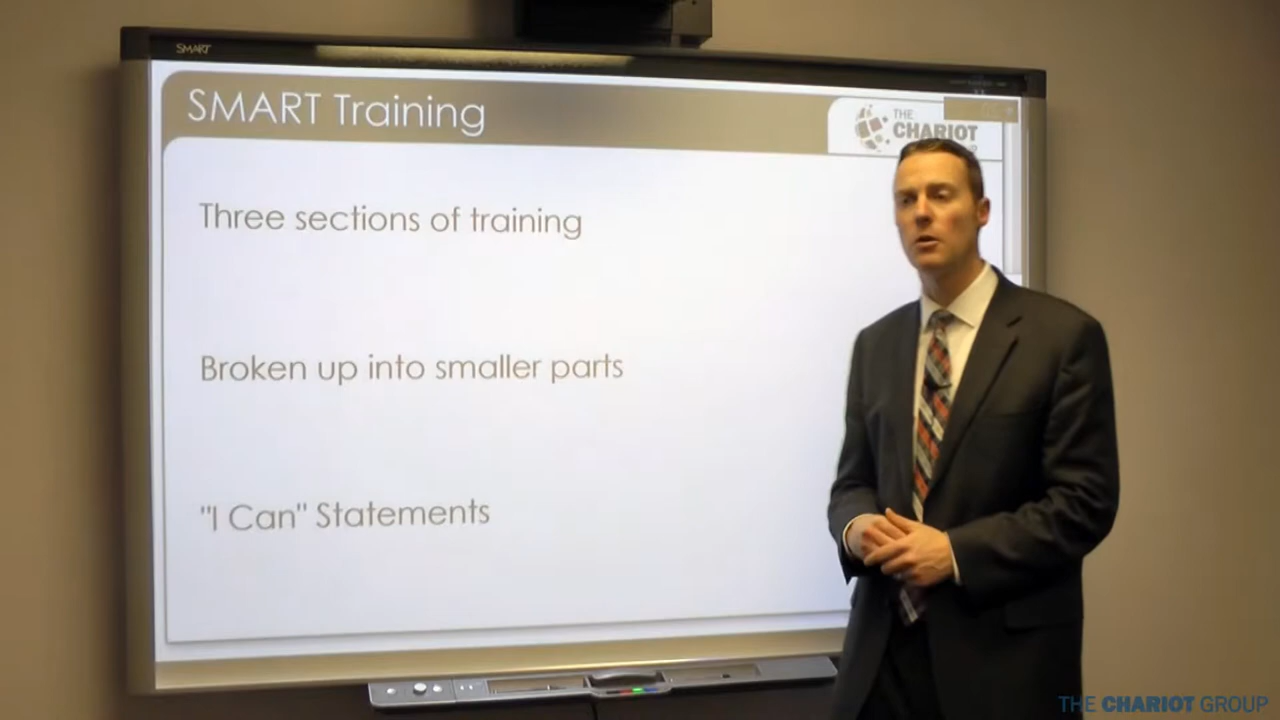 SMART
SMART Training
THE
CHARIOT
Three sections of training
Broken up into smaller parts
"I Can" Statements
THE CHARIOT GROUP